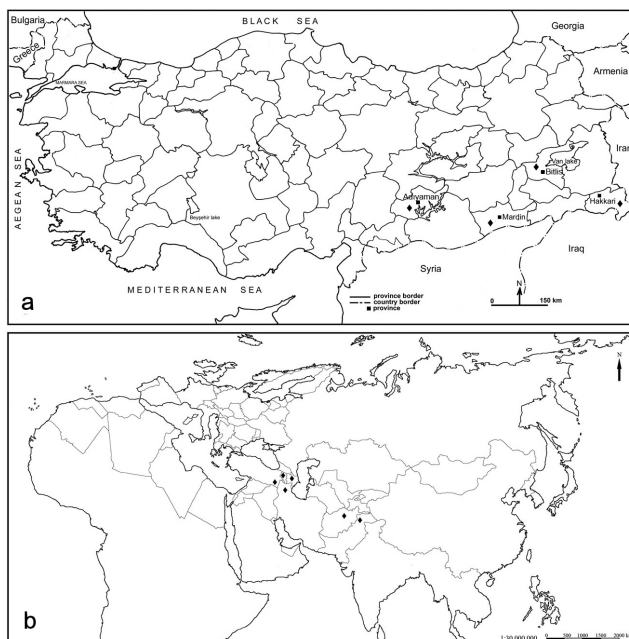 BLACK SEA
Bulgaria
Georgia
Greece
MARMARA SEA
Armenia
Iran
Van lake
Bitlis
AEGEAN SEA
Adıyaman
Hakkari
Mardin
Beyşehir lake
Iraq
Syria
MEDITERRANEAN SEA
province border
country border
province
N
0 150 km
a
N
b
1:30 000 000
0 500 1000 1500 2000 km